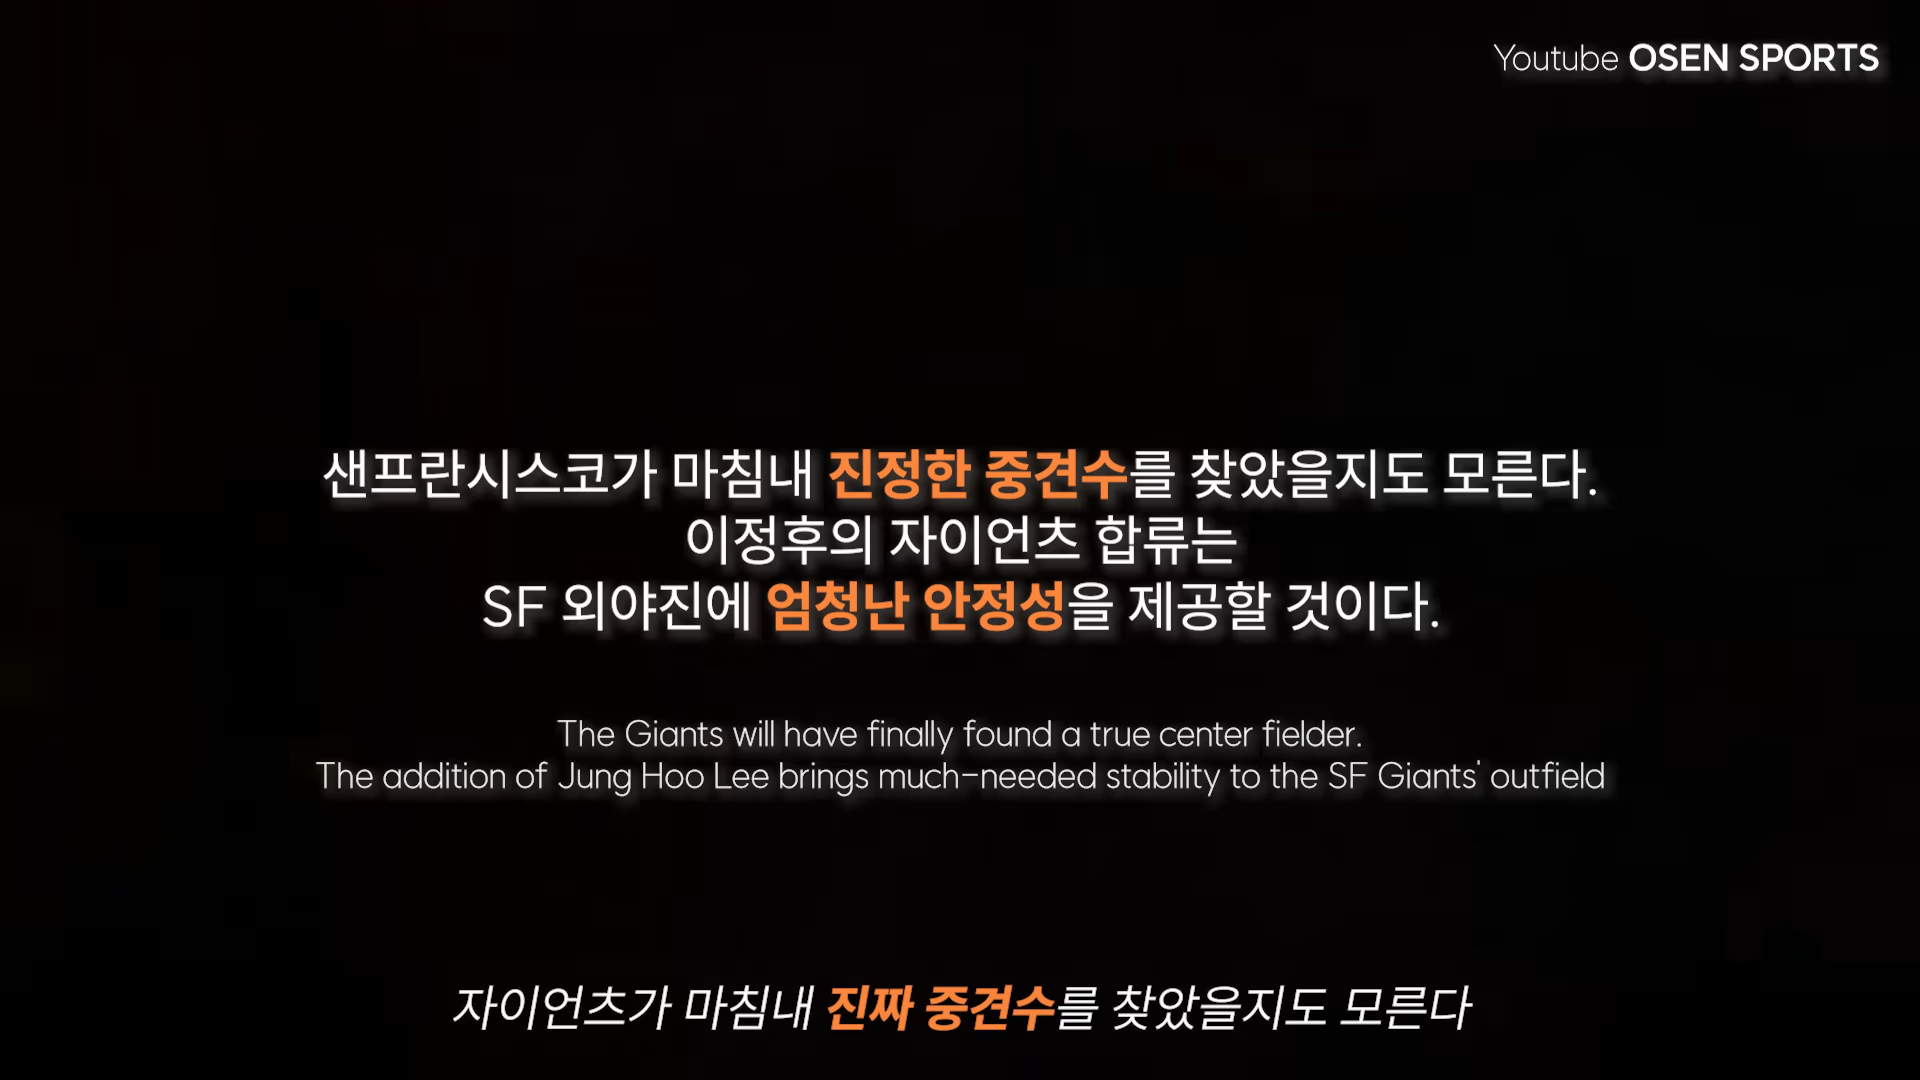 Youtube OSEN SPORTS
샌프란시스코가 마침내 진정한 중견수를 찾았을지도 모른다.
이정후의 자이언츠 합류는
SF 외야진에 엄청난 안정성을 제공할 것이다.
The Giants will have finally found a true center fielder.
The addition of Jung Hoo Lee brings much-needed stability to the SF Giants' outfield
자이언츠가 마침내 진짜 중견수를 찾았을지도 모른다